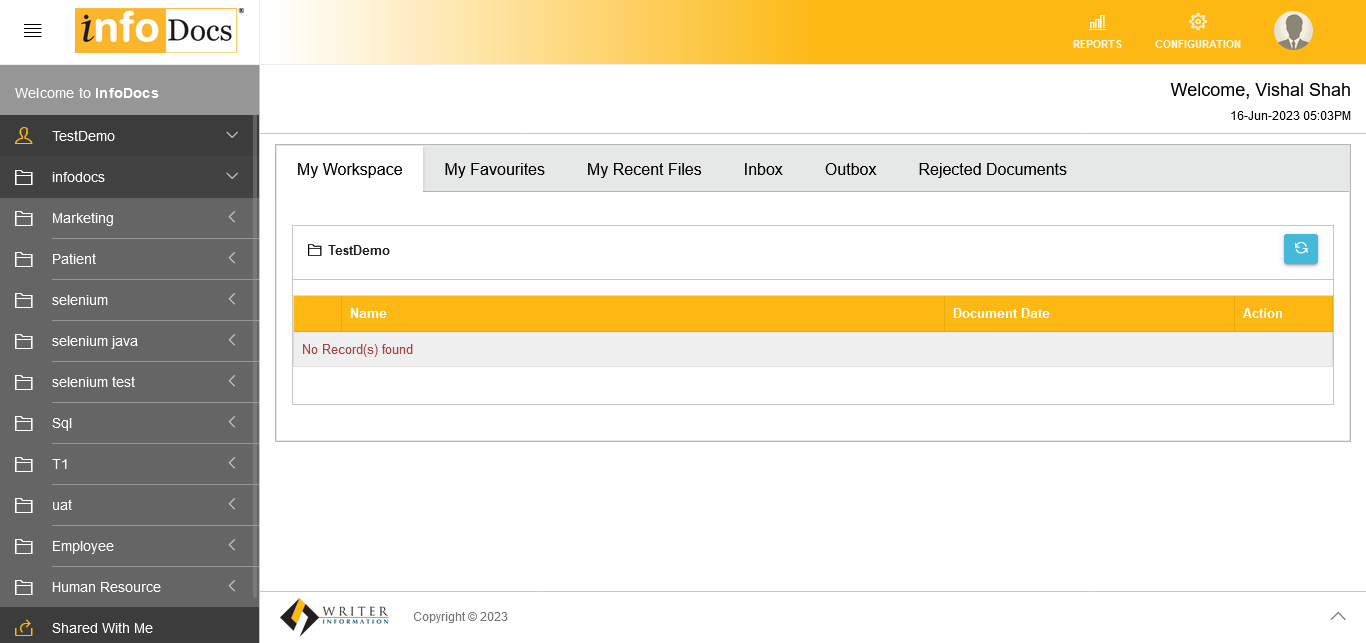 info Docs®
REPORTS
CONFIGURATION
Welcome to InfoDocs
Welcome, Vishal Shah
16-Jun-2023 05:03PM
TestDemo
infodocs
Marketing
Patient
selenium
selenium java
selenium test
Sql
T1
uat
Employee
Human Resource
Shared With Me
My Workspace My Favourites My Recent Files Inbox Outbox Rejected Documents
TestDemo
Name Document Date Action
No Record(s) found
WRITER
INFORMATION
Copyright © 2023